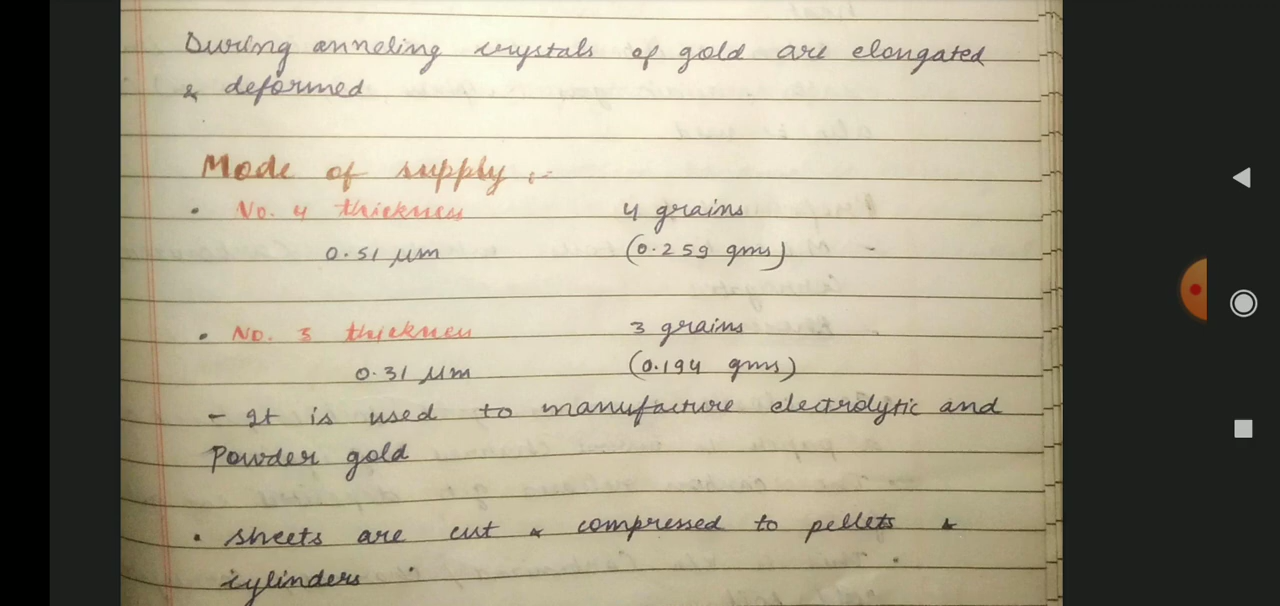 During anneling crystals of gold are elongated
& deformed
Mode of supply :-
• No. 4 thickness 4 grains
0.51 µm (0.259 gms)
• No. 3 thickness 3 grains
0.31 µm (0.194 gms)
- It is used to manufacture electrolytic and
Powder gold
• sheets are cut & compressed to pellets &
cylinders